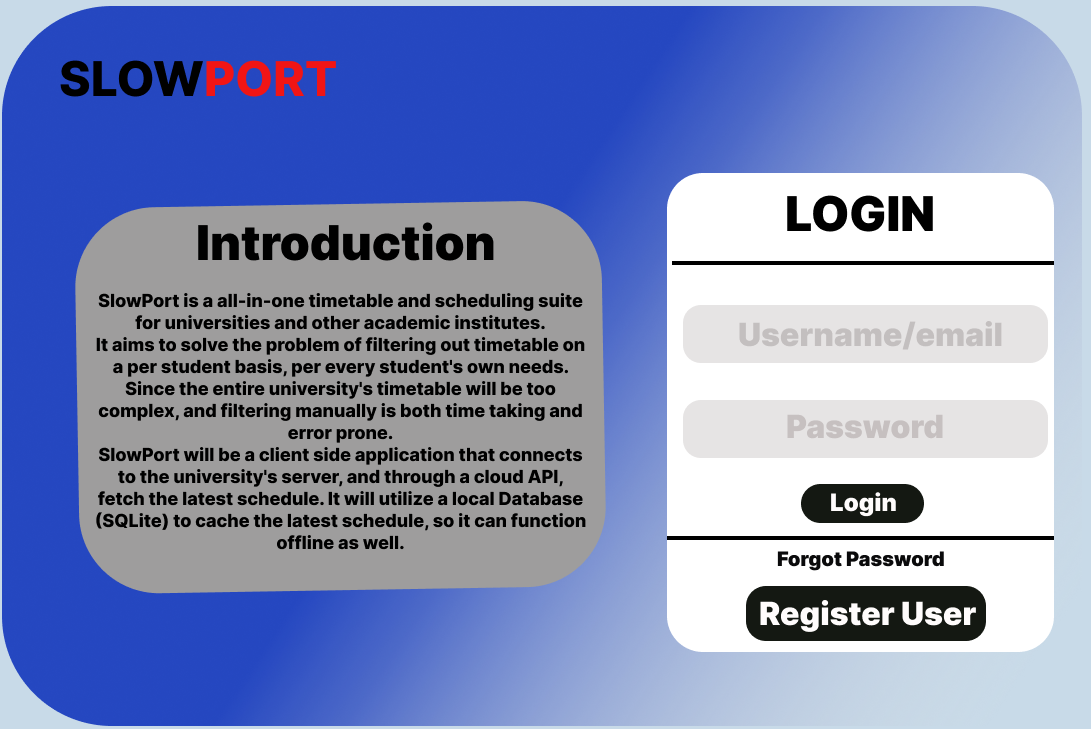 SLOWPORT
Introduction
SlowPort is a all-in-one timetable and scheduling suite
for universities and other academic institutes.
It aims to solve the problem of filtering out timetable on
a per student basis, per every student's own needs.
Since the entire university's timetable will be too
complex, and filtering manually is both time taking and
error prone.
SlowPort will be a client side application that connects
to the university's server, and through a cloud API,
fetch the latest schedule. It will utilize a local Database
(SQLite) to cache the latest schedule, so it can function
offline as well.
LOGIN
Username/email
Password
Login
Forgot Password
Register User